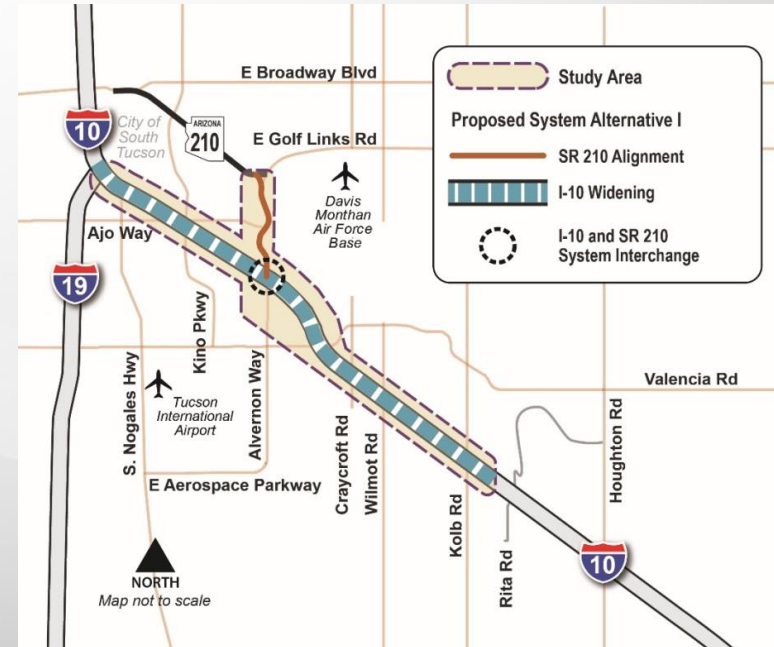 E Broadway Blvd
10
City of
South
Tucson
ARIZONA
210
E Golf Links Rd
Davis
Monthan
Air Force
Base
Ajo Way
19
S. Nogales Hwy
Kino Pkwy
Alvernon Way
Tucson
International
Airport
E Aerospace Parkway
Craycroft Rd
Wilmot Rd
Kolb Rd
Rita Rd
Valencia Rd
Houghton Rd
10
NORTH
Map not to scale
Study Area
Proposed System Alternative I
SR 210 Alignment
I-10 Widening
I-10 and SR 210
System Interchange